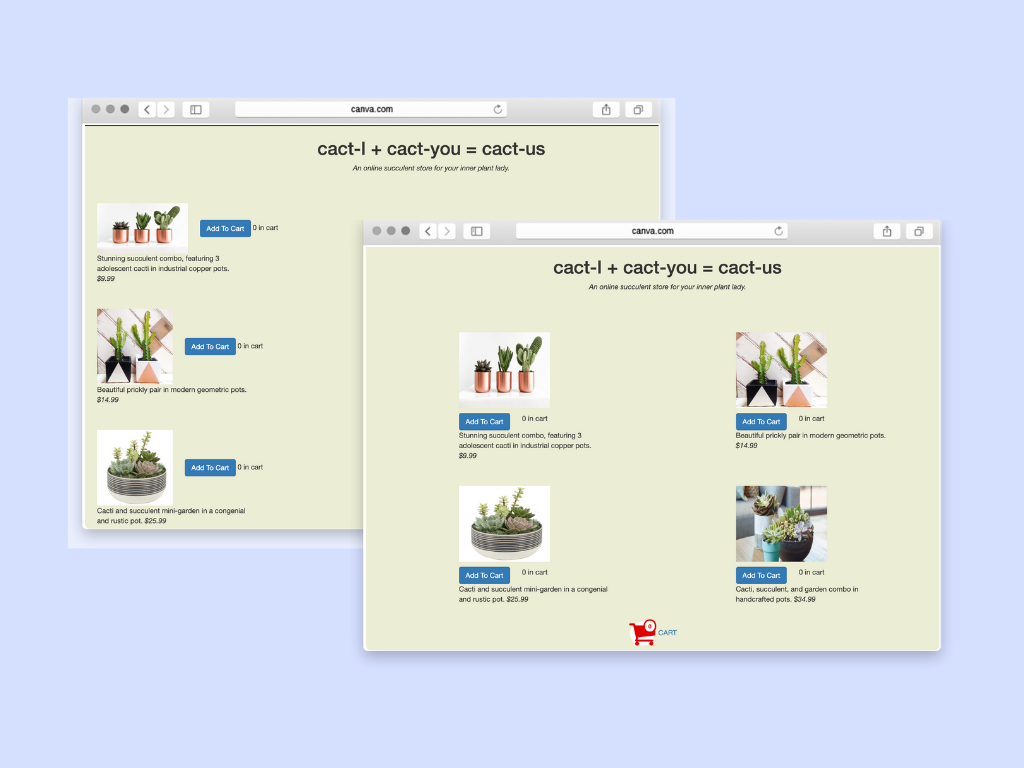 canva.com
cact-I + cact-you = cact-us
An online succulent store for your inner plant lady.
Add To Cart 0 in cart
Stunning succulent combo, featuring 3
adolescent cacti in industrial copper pots.
$9.99
Add To Cart 0 in cart
Beautiful prickly pair in modern geometric pots.
$14.99
Add To Cart 0 in cart
Cacti and succulent mini-garden in a congenial
and rustic pot. $25.99
canva.com
cact-I + cact-you = cact-us
An online succulent store for your inner plant lady.
Add To Cart 0 in cart
Stunning succulent combo, featuring 3
adolescent cacti in industrial copper pots.
$9.99
Add To Cart 0 in cart
Beautiful prickly pair in modern geometric pots.
$14.99
Add To Cart 0 in cart
Cacti and succulent mini-garden in a congenial
and rustic pot. $25.99
Add To Cart 0 in cart
Cacti, succulent, and garden combo in
handcrafted pots. $34.99
0 CART